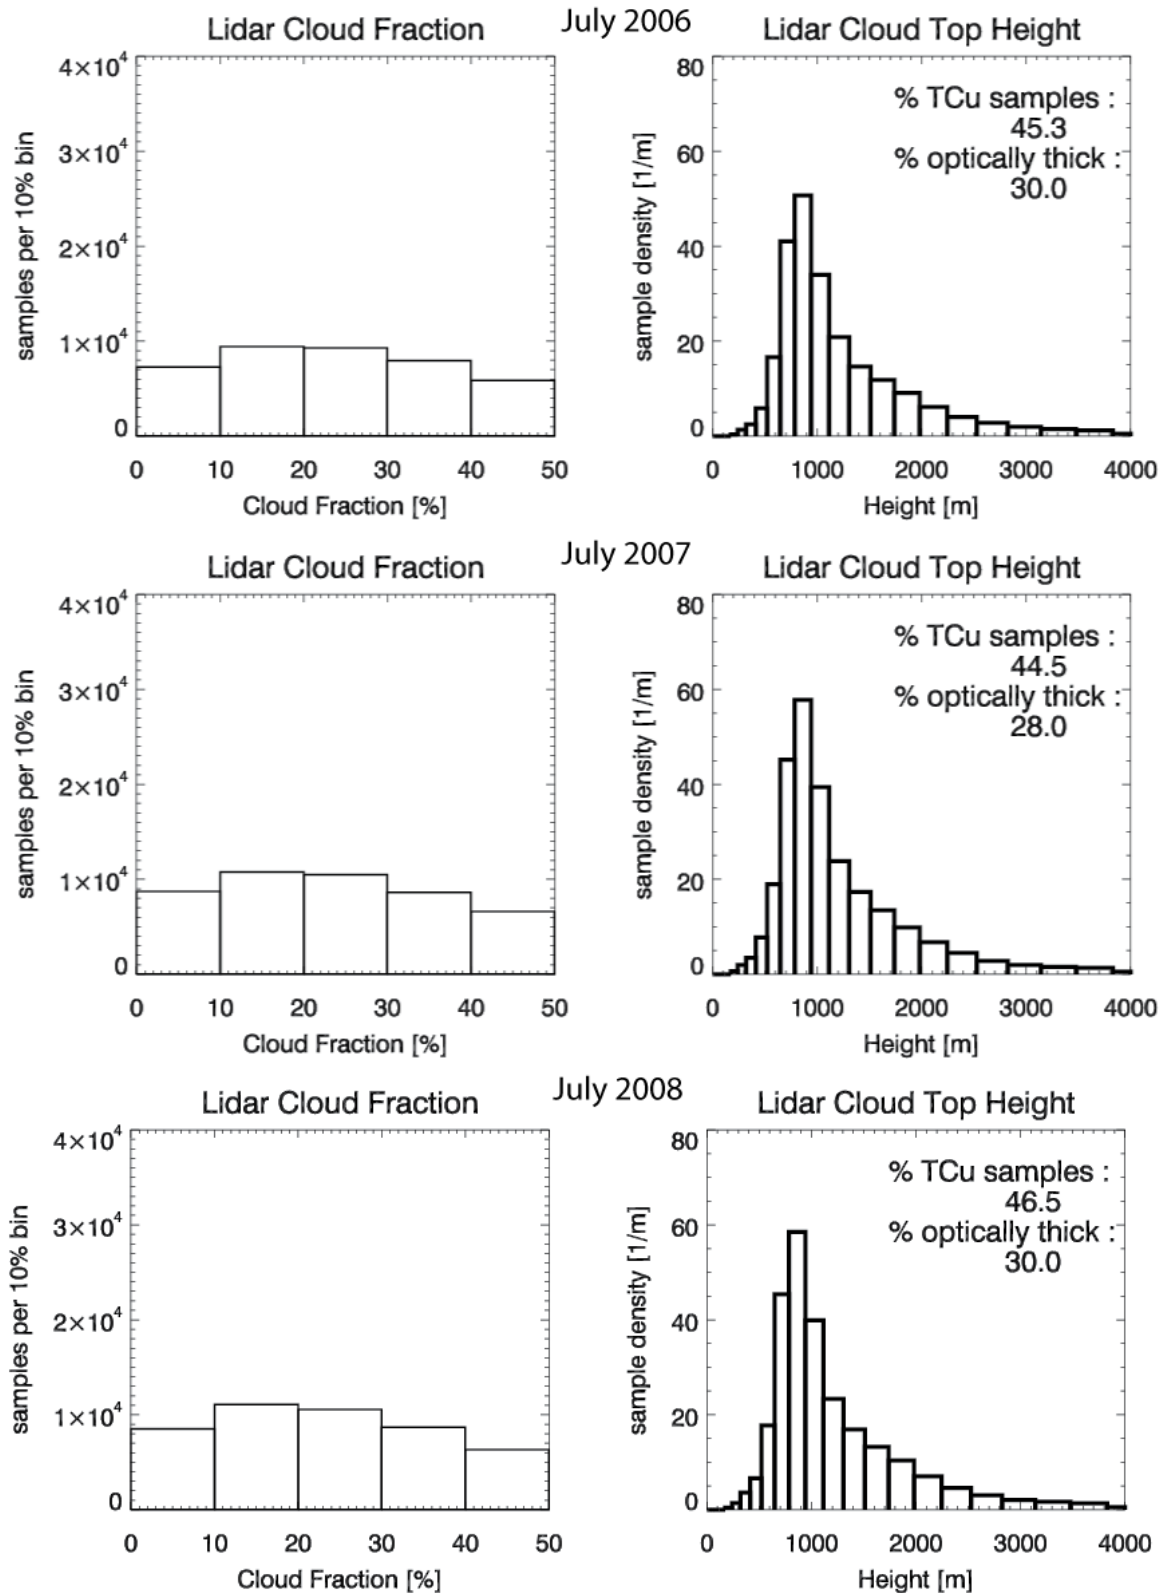 July 2006
Lidar Cloud Fraction
samples per 10% bin
4×10⁴
3×10⁴
2×10⁴
1×10⁴
0
0 10 20 30 40 50
Cloud Fraction [%]
Lidar Cloud Top Height
sample density [1/m]
80
60
40
20
0
% TCu samples :
45.3
% optically thick :
30.0
0 1000 2000 3000 4000
Height [m]
July 2007
Lidar Cloud Fraction
samples per 10% bin
4×10⁴
3×10⁴
2×10⁴
1×10⁴
0
0 10 20 30 40 50
Cloud Fraction [%]
Lidar Cloud Top Height
sample density [1/m]
80
60
40
20
0
% TCu samples :
44.5
% optically thick :
28.0
0 1000 2000 3000 4000
Height [m]
July 2008
Lidar Cloud Fraction
samples per 10% bin
4×10⁴
3×10⁴
2×10⁴
1×10⁴
0
0 10 20 30 40 50
Cloud Fraction [%]
Lidar Cloud Top Height
sample density [1/m]
80
60
40
20
0
% TCu samples :
46.5
% optically thick :
30.0
0 1000 2000 3000 4000
Height [m]